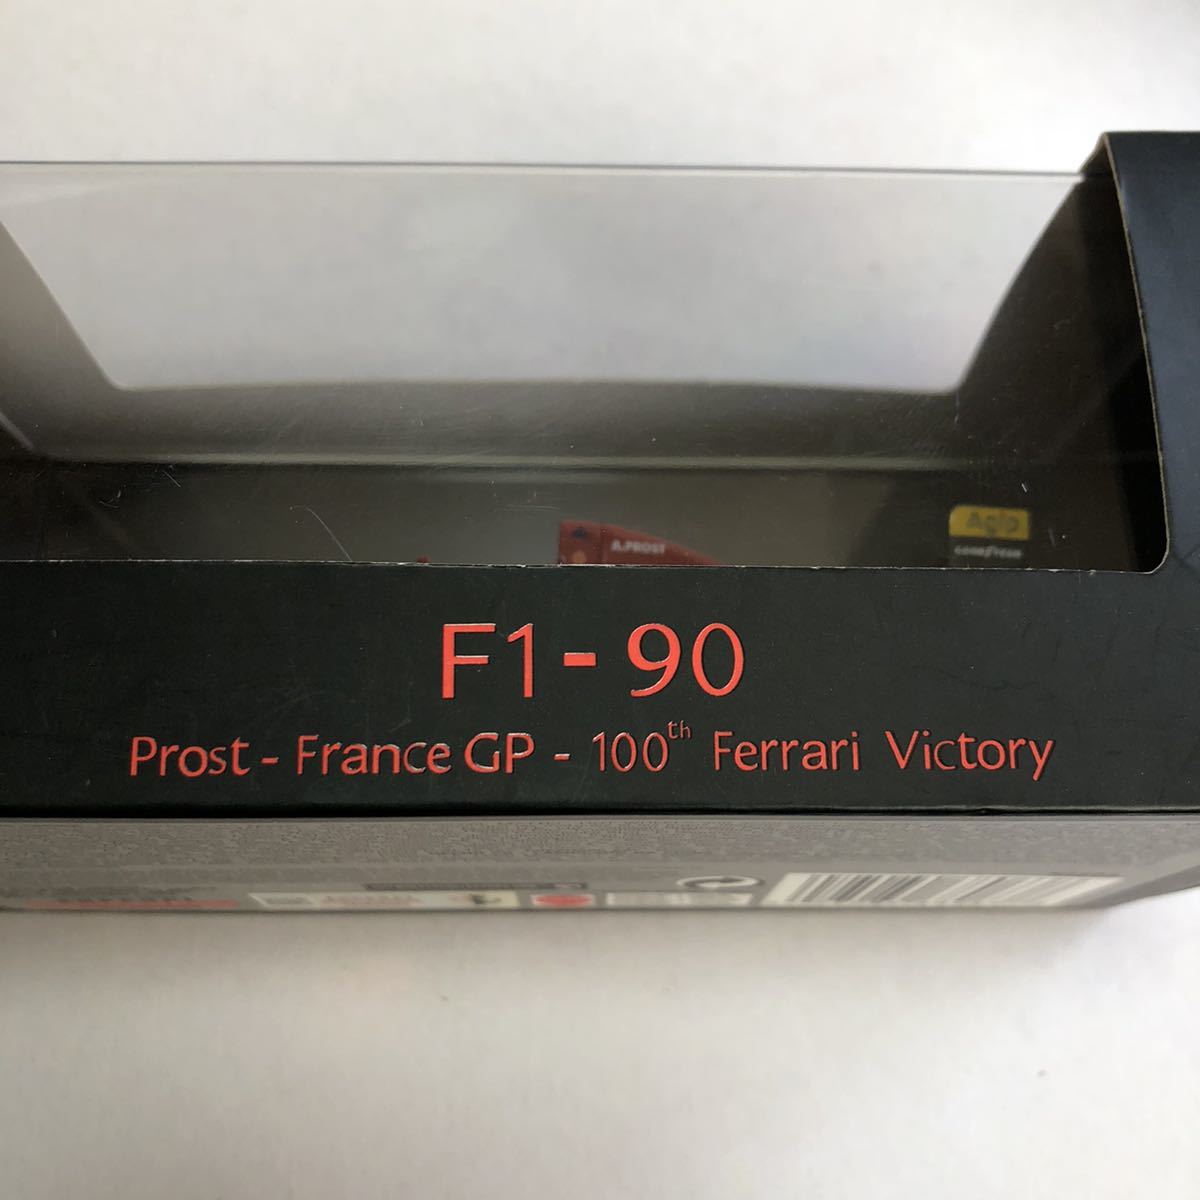 Agip
GOODYEAR
A.PROST
F1-90
Prost - France GP - 100th Ferrari Victory